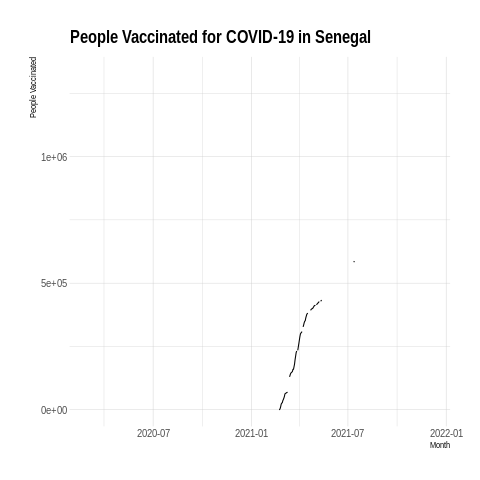 People Vaccinated for COVID-19 in Senegal
People Vaccinated
1e+06
5e+05
0e+00
2020-07
2021-01
2021-07
2022-01
Month